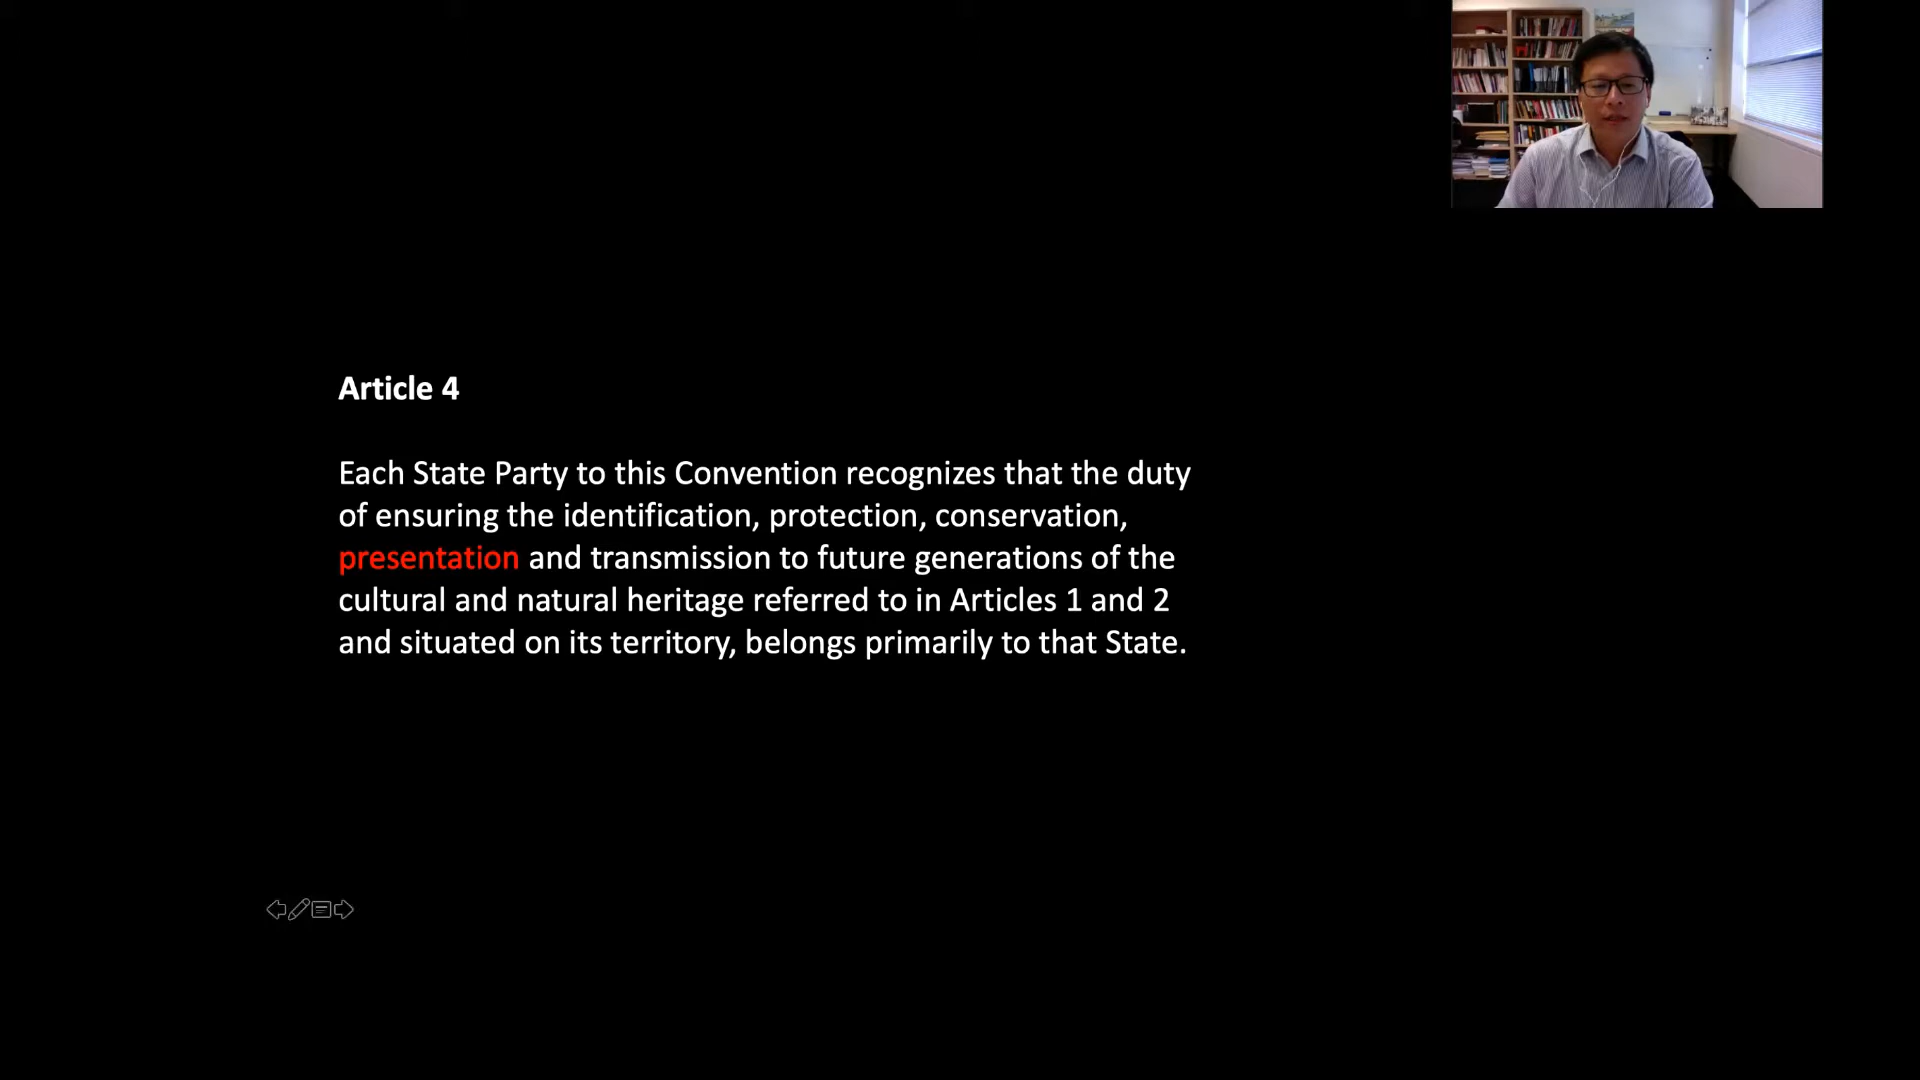 Article 4
Each State Party to this Convention recognizes that the duty
of ensuring the identification, protection, conservation,
presentation and transmission to future generations of the
cultural and natural heritage referred to in Articles 1 and 2
and situated on its territory, belongs primarily to that State.